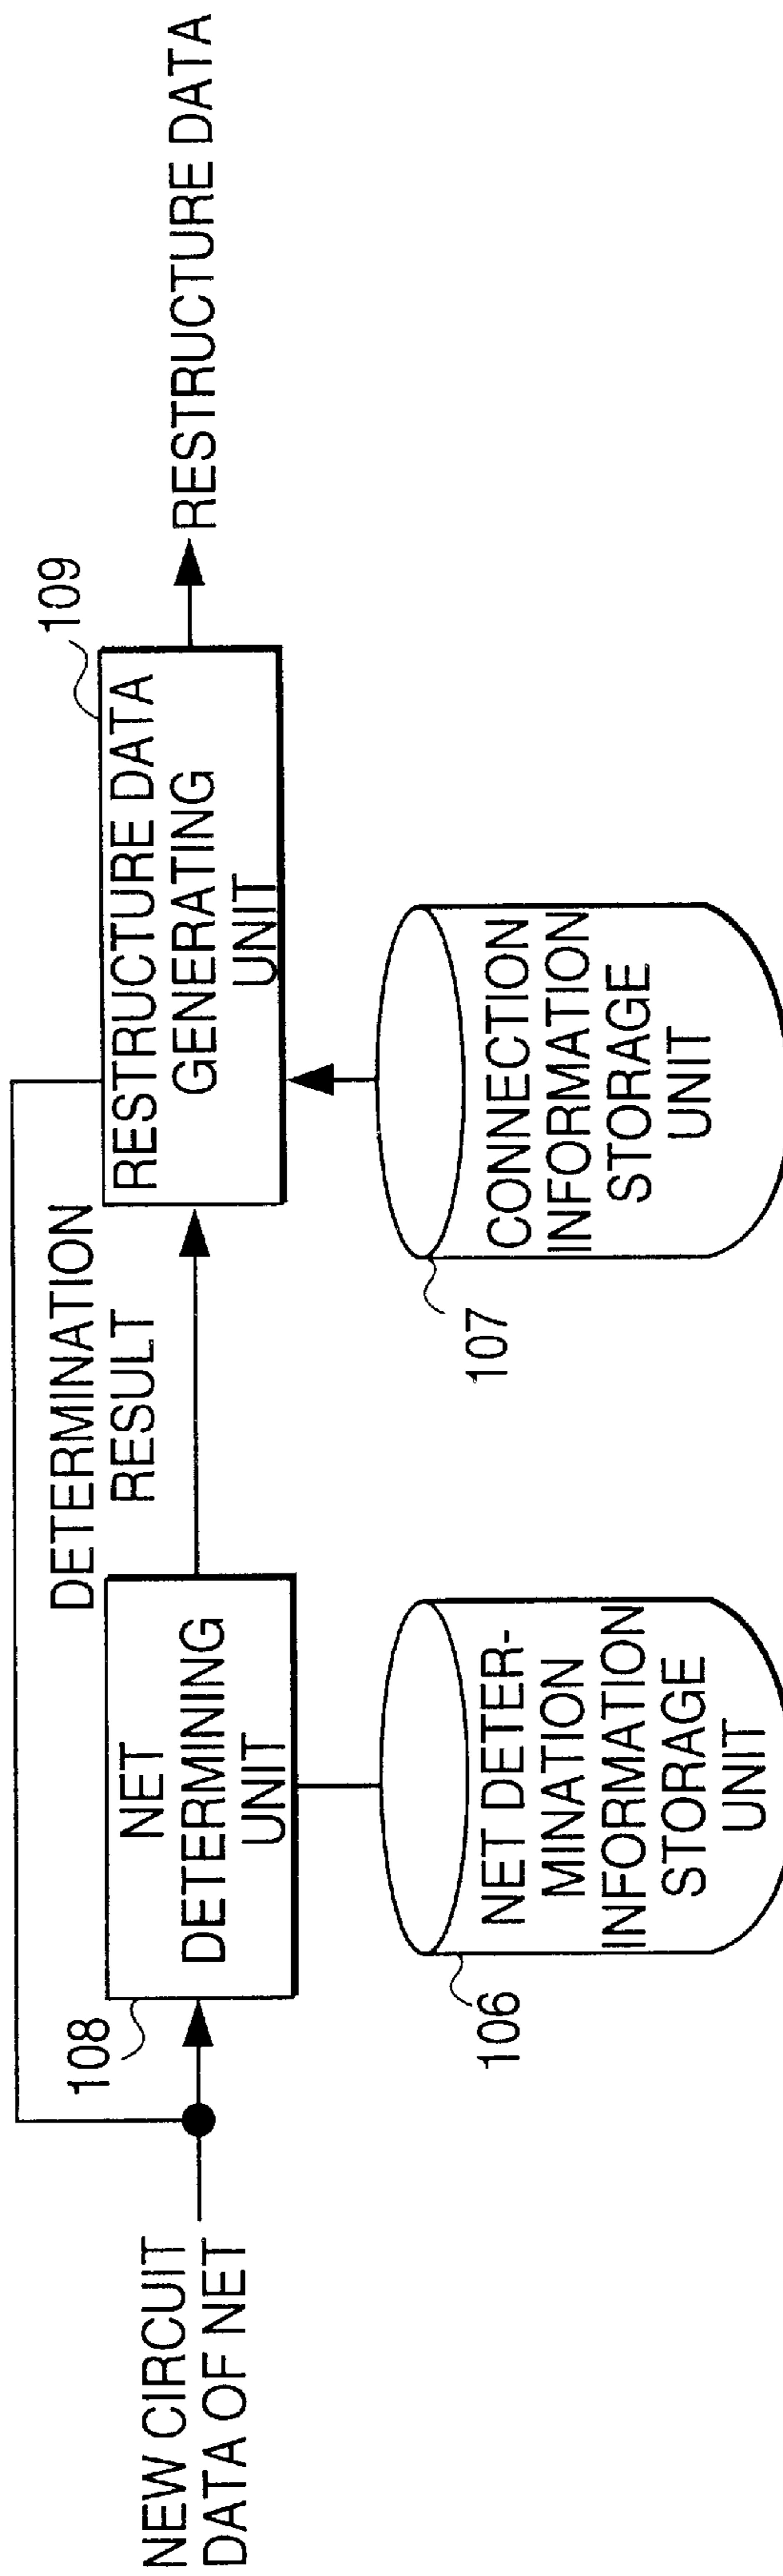 NEW CIRCUIT
DATA OF NET
108
NET
DETERMINING
UNIT
106
NET DETER-
MINATION
INFORMATION
STORAGE
UNIT
DETERMINATION
RESULT
109
RESTRUCTURE DATA
GENERATING
UNIT
107
CONNECTION
INFORMATION
STORAGE
UNIT
RESTRUCTURE DATA